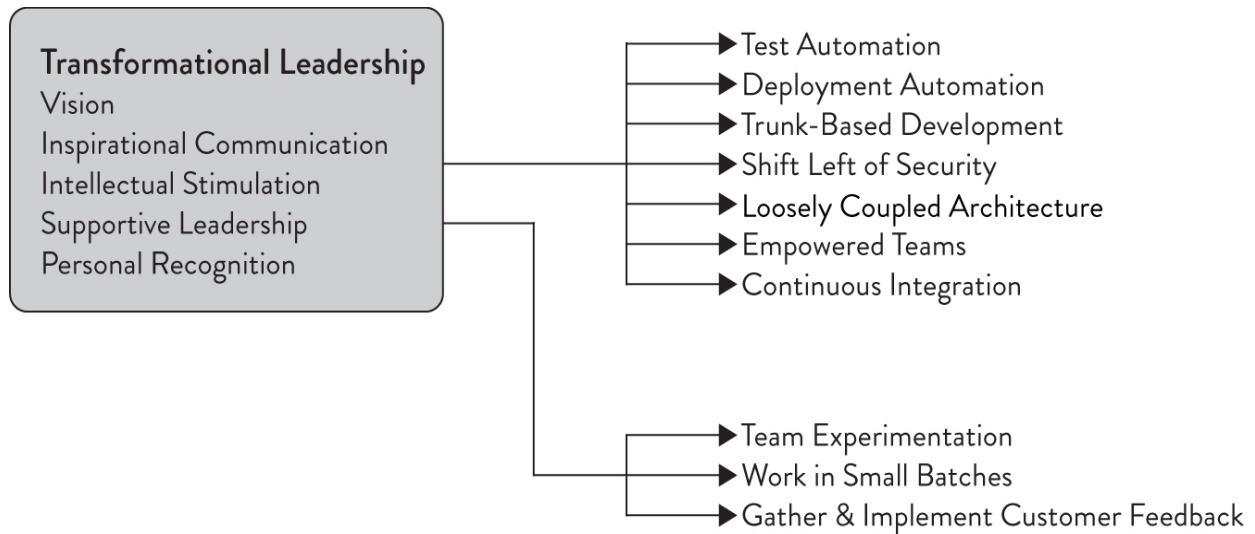 Transformational Leadership
Vision
Inspirational Communication
Intellectual Stimulation
Supportive Leadership
Personal Recognition
Test Automation
Deployment Automation
Trunk-Based Development
Shift Left of Security
Loosely Coupled Architecture
Empowered Teams
Continuous Integration
Team Experimentation
Work in Small Batches
Gather & Implement Customer Feedback